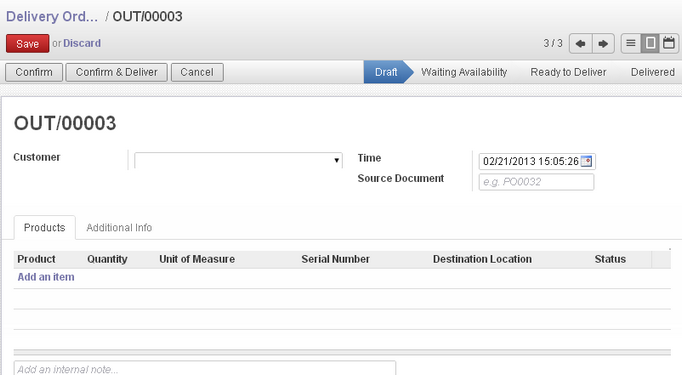 Delivery Ord... / OUT/00003
Save or Discard 3 / 3
Confirm Confirm & Deliver Cancel Draft Waiting Availability Ready to Deliver Delivered
OUT/00003
Customer Time 02/21/2013 15:05:26
Source Document e.g. PO0032
Products Additional Info
Product Quantity Unit of Measure Serial Number Destination Location Status
Add an item
Add an internal note...